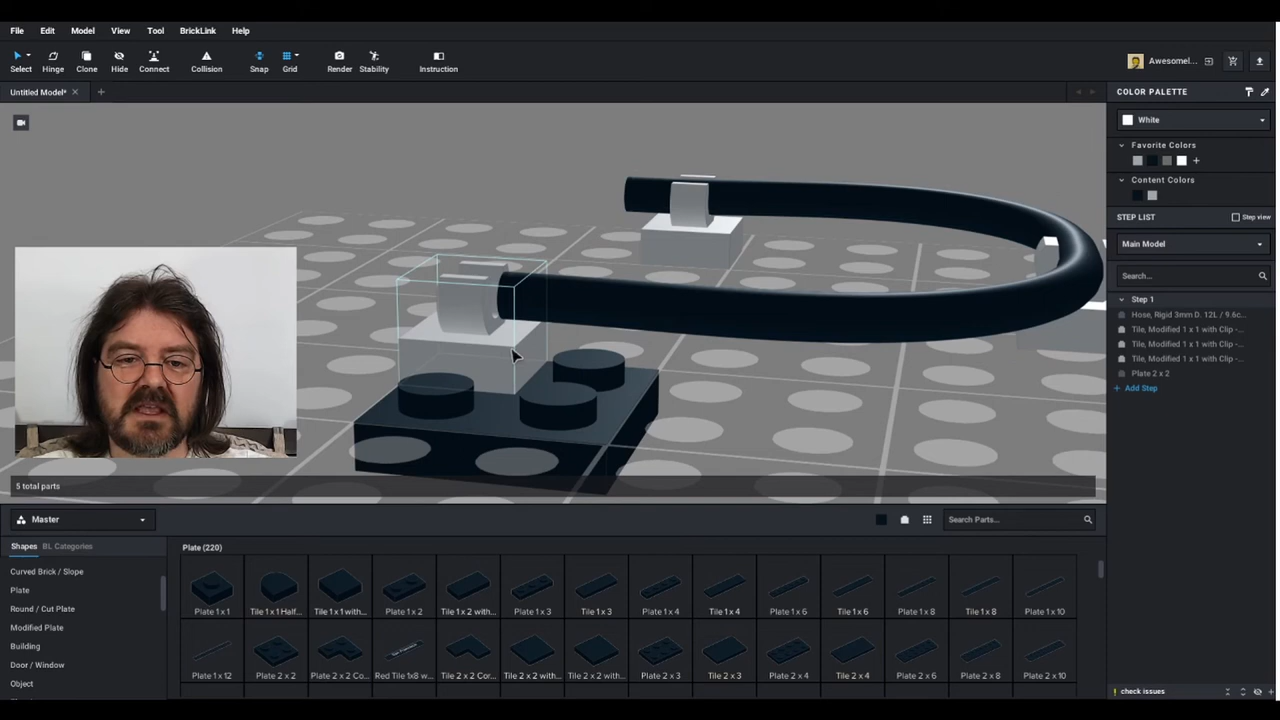 File Edit Model View Tool BrickLink Help
Select Hinge Clone Hide Connect Collision Snap Grid Render Stability Instruction
Awesomel...
Untitled Model*
COLOR PALETTE
White
Favorite Colors
Content Colors
STEP LIST
Step view
Main Model
Search...
Step 1
Hose, Rigid 3mm D. 12L / 9.6c...
Tile, Modified 1 x 1 with Clip -...
Tile, Modified 1 x 1 with Clip -...
Tile, Modified 1 x 1 with Clip -...
Plate 2 x 2
+ Add Step
5 total parts
Master
Search Parts...
Shapes BL Categories
Curved Brick / Slope
Plate
Round / Cut Plate
Modified Plate
Building
Door / Window
Object
Plate (220)
Plate 1 x 1 Tile 1 x 1 Half... Tile 1 x 1 with... Plate 1 x 2 Tile 1 x 2 with... Plate 1 x 3 Tile 1 x 3 Plate 1 x 4 Tile 1 x 4 Plate 1 x 6 Tile 1 x 6 Plate 1 x 8 Tile 1 x 8 Plate 1 x 10
Plate 1 x 12 Plate 2 x 2 Plate 2 x 2 Co... Red Tile 1x8 w... Tile 2 x 2 Cor... Tile 2 x 2 with... Tile 2 x 2 with... Plate 2 x 3 Tile 2 x 3 Plate 2 x 4 Tile 2 x 4 Plate 2 x 6 Plate 2 x 8 Plate 2 x 10
check issues